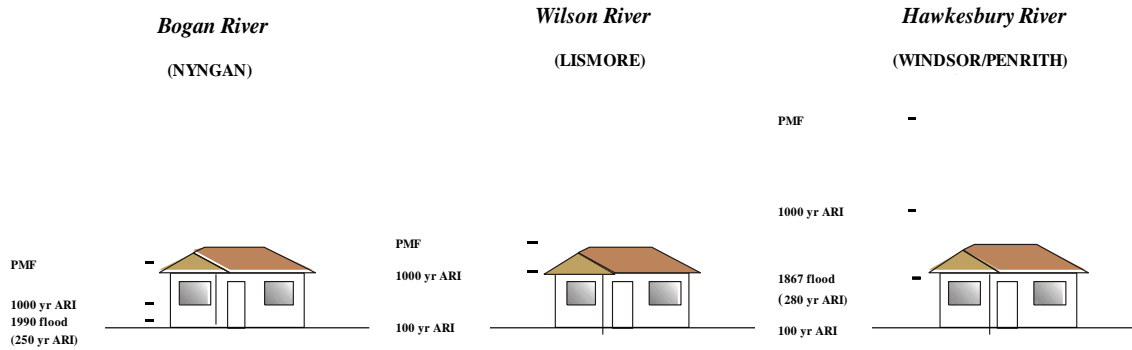 Bogan River
(NYNGAN)
PMF
1000 yr ARI
1990 flood
(250 yr ARI)
Wilson River
(LISMORE)
PMF
1000 yr ARI
100 yr ARI
Hawkesbury River
(WINDSOR/PENRITH)
PMF
1000 yr ARI
1867 flood
(280 yr ARI)
100 yr ARI